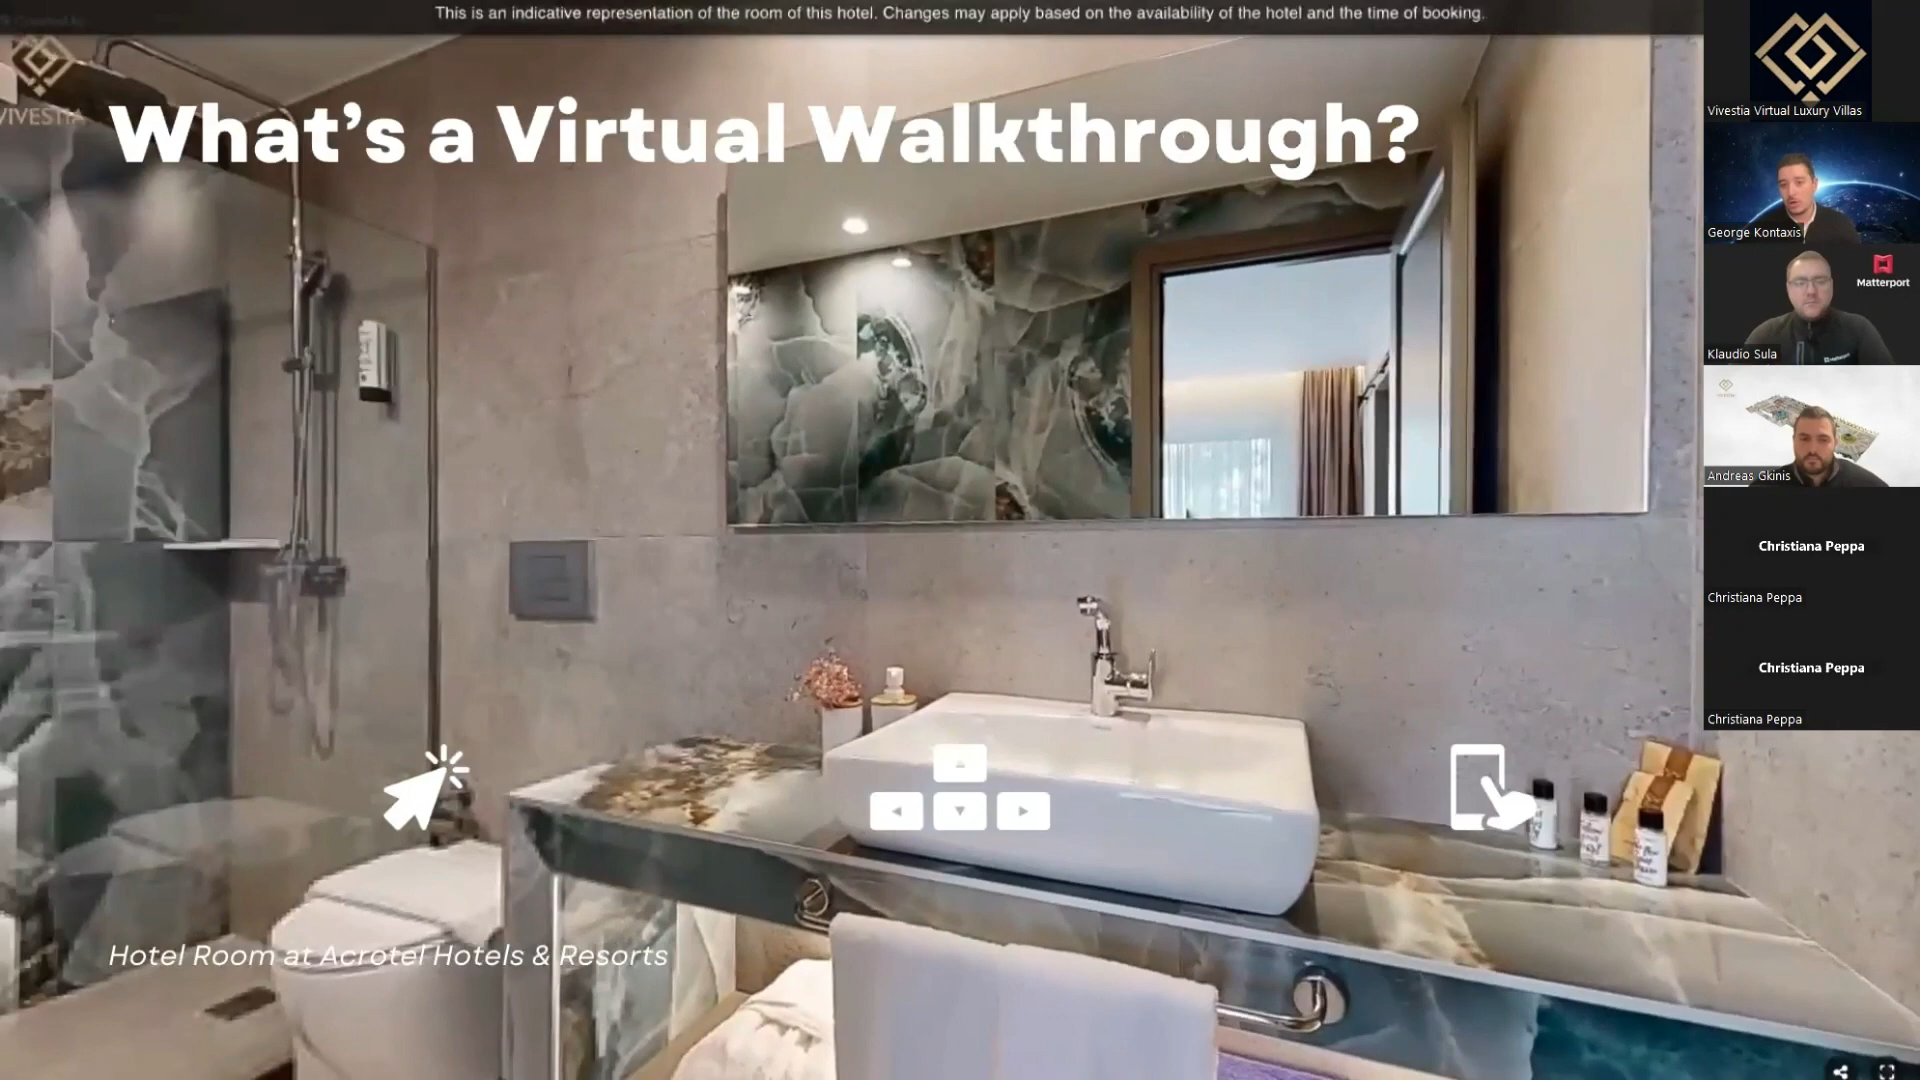 This is an indicative representation of the room of this hotel. Changes may apply based on the availability of the hotel and the time of booking.
VIVESTIA
What's a Virtual Walkthrough?
Hotel Room at Acrotel Hotels & Resorts
Vivestia Virtual Luxury Villas
George Kontaxis
Matterport
Klaudio Sula
Andreas Gkinis
Christiana Peppa
Christiana Peppa
Christiana Peppa
Christiana Peppa